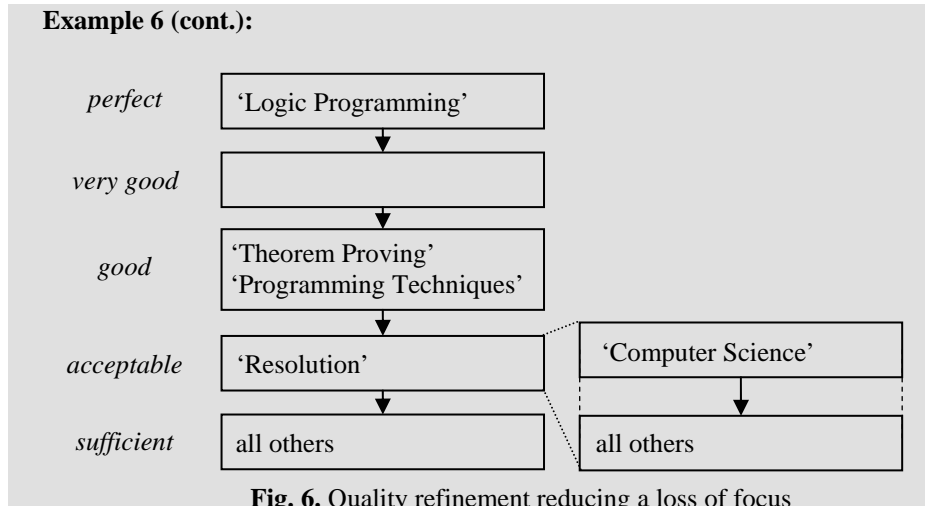 Example 6 (cont.):
perfect
‘Logic Programming’
very good
good
‘Theorem Proving’
‘Programming Techniques’
acceptable
‘Resolution’
‘Computer Science’
sufficient
all others
all others
Fig. 6. Quality refinement reducing a loss of focus